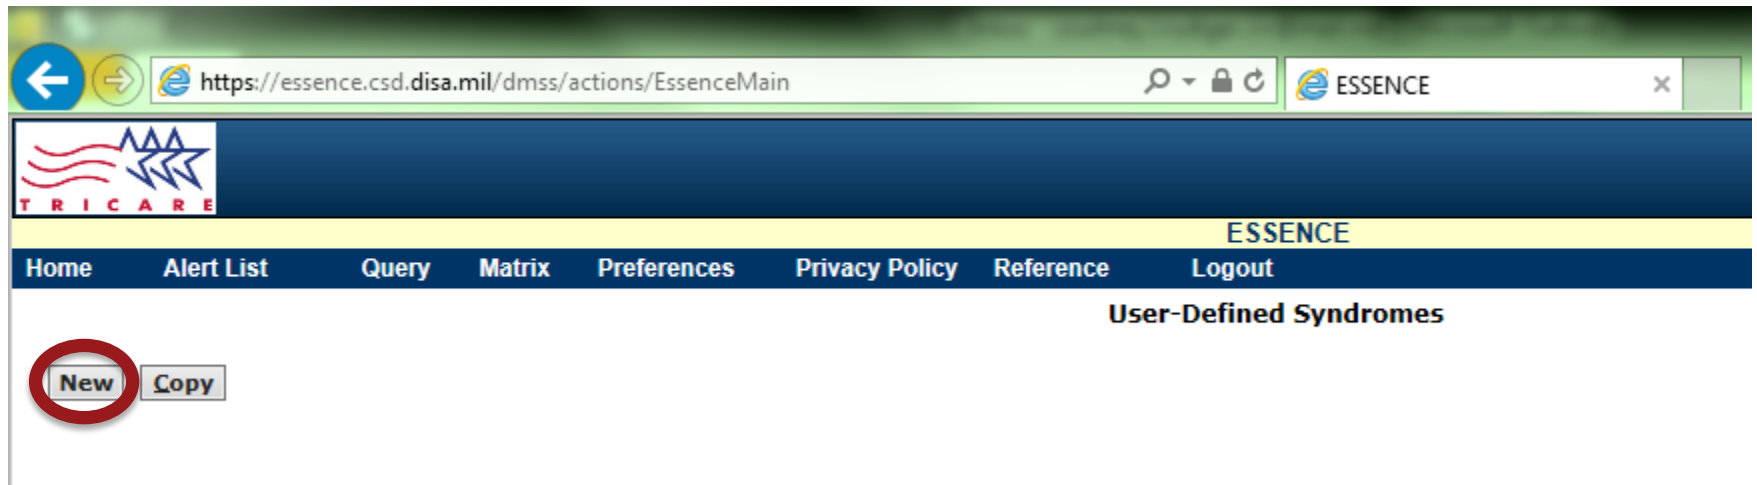 https://essence.csd.disa.mil/dmss/actions/EssenceMain
ESSENCE
TRICARE
ESSENCE
Home Alert List Query Matrix Preferences Privacy Policy Reference Logout
User-Defined Syndromes
New Copy